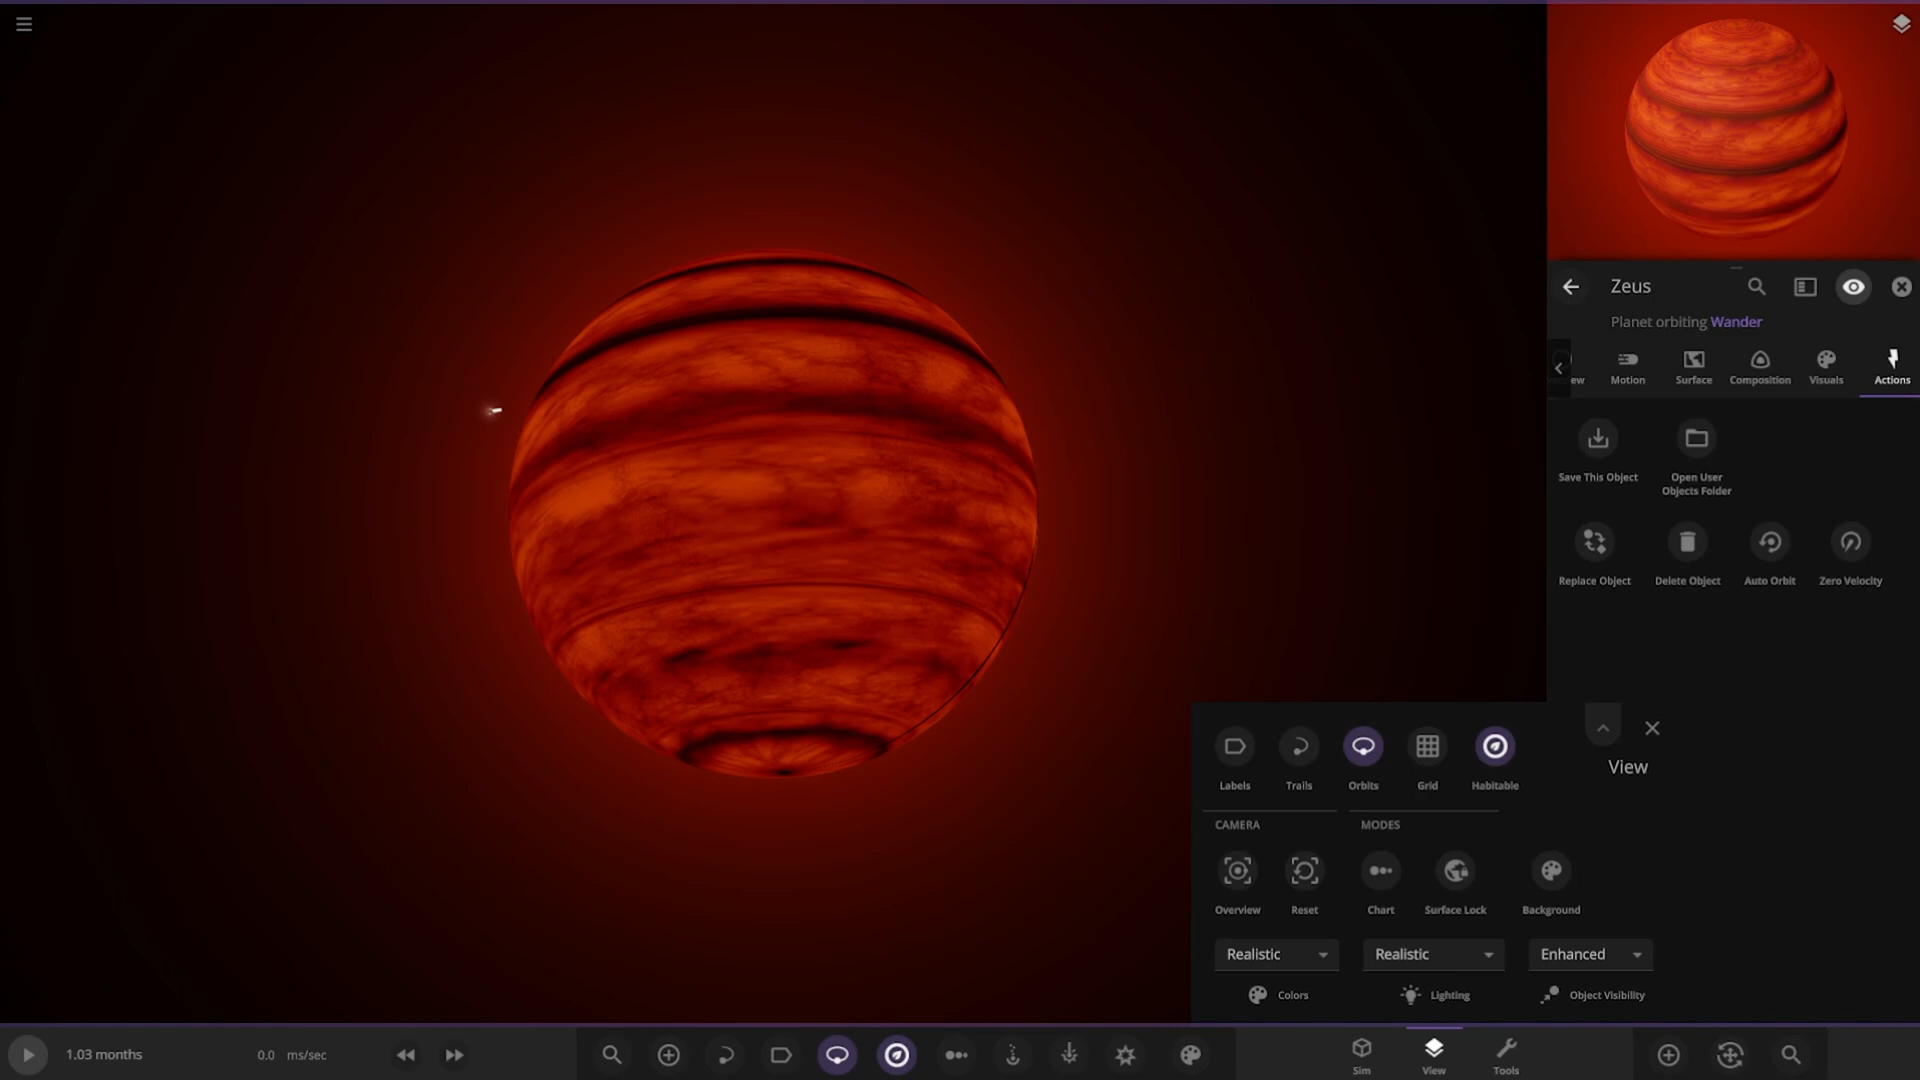 Zeus
Planet orbiting Wander
Motion Surface Composition Visuals Actions
Save This Object Open User Objects Folder
Replace Object Delete Object Auto Orbit Zero Velocity
View
Labels Trails Orbits Grid Habitable
CAMERA MODES
Overview Reset Chart Surface Lock Background
Realistic Realistic Enhanced
Colors Lighting Object Visibility
1.03 months 0.0 ms/sec
Sim View Tools